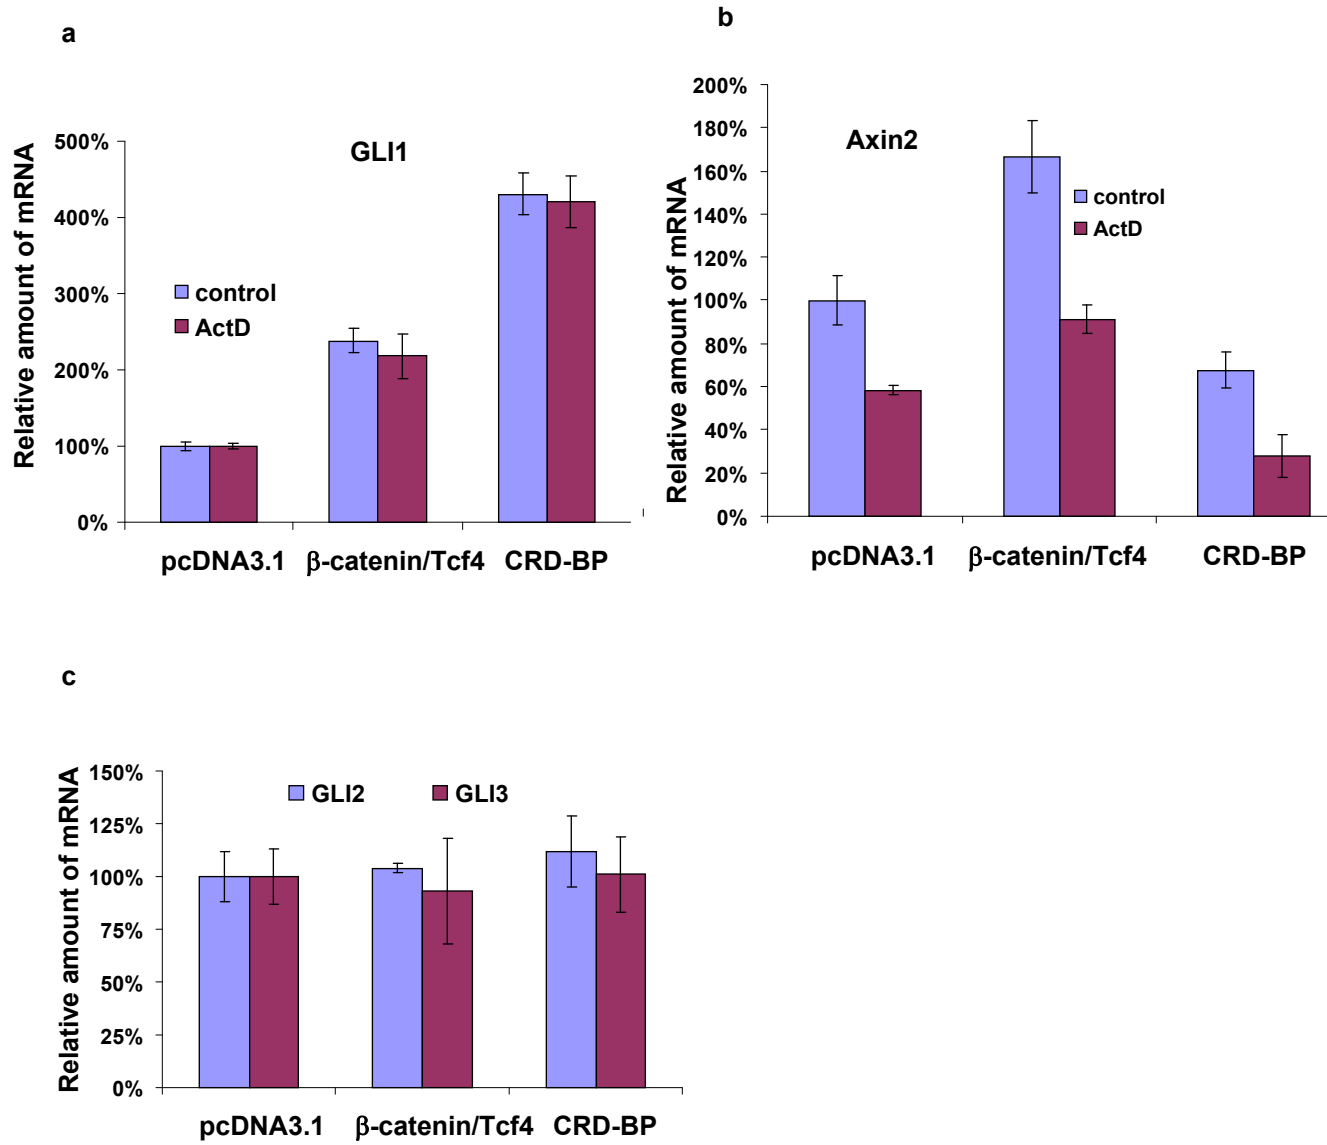 a
GLI1
Relative amount of mRNA
500%
400%
300%
200%
100%
0%
control
ActD
pcDNA3.1 β-catenin/Tcf4 CRD-BP
b
Axin2
Relative amount of mRNA
200%
180%
160%
140%
120%
100%
80%
60%
40%
20%
0%
control
ActD
pcDNA3.1 β-catenin/Tcf4 CRD-BP
c
Relative amount of mRNA
150%
125%
100%
75%
50%
25%
0%
GLI2 GLI3
pcDNA3.1 β-catenin/Tcf4 CRD-BP